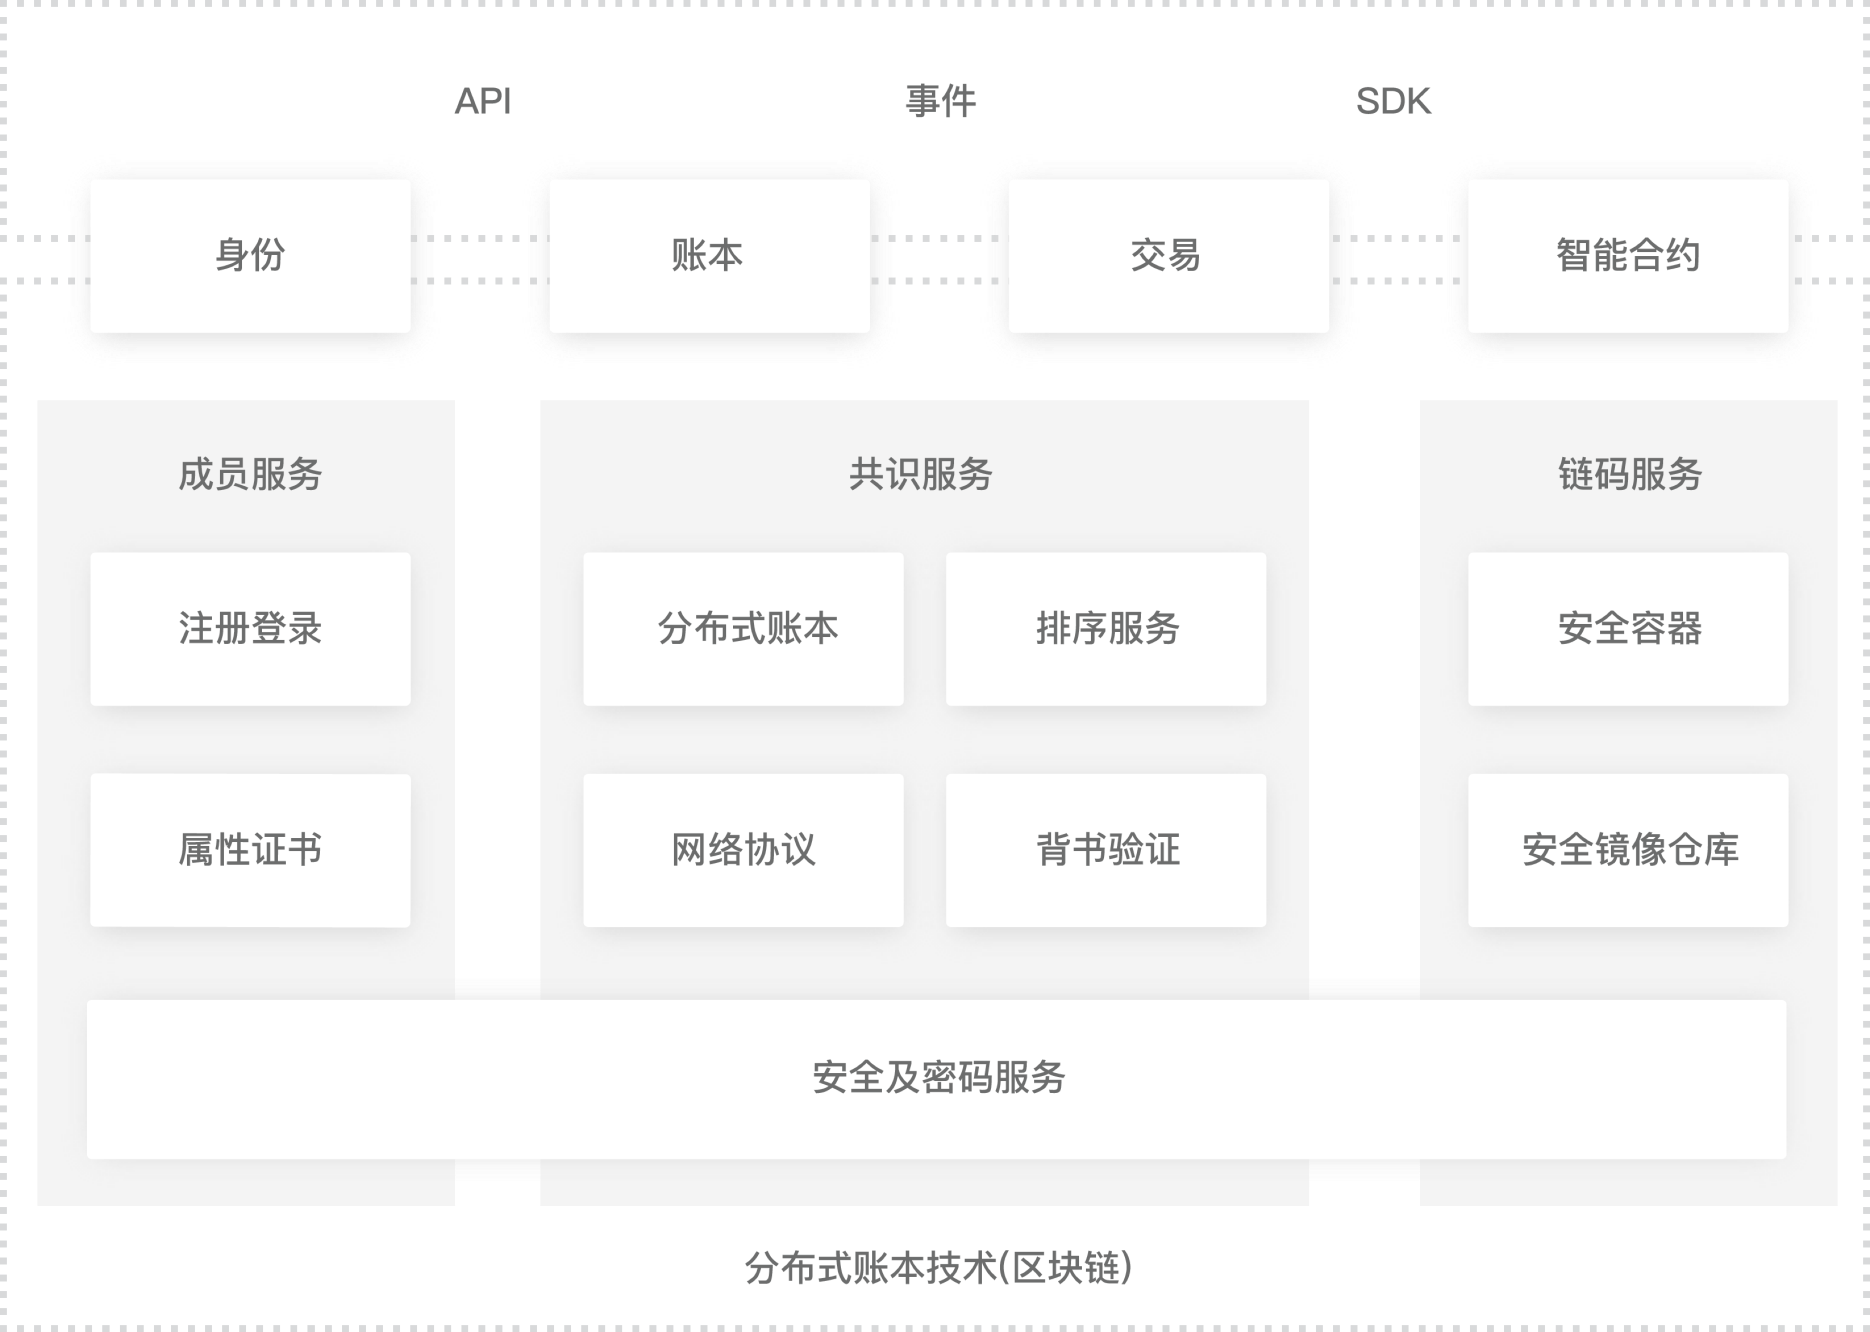 API
事件
SDK
身份
账本
交易
智能合约
成员服务
共识服务
链码服务
注册登录
分布式账本
排序服务
安全容器
属性证书
网络协议
背书验证
安全镜像仓库
安全及密码服务
分布式账本技术(区块链)